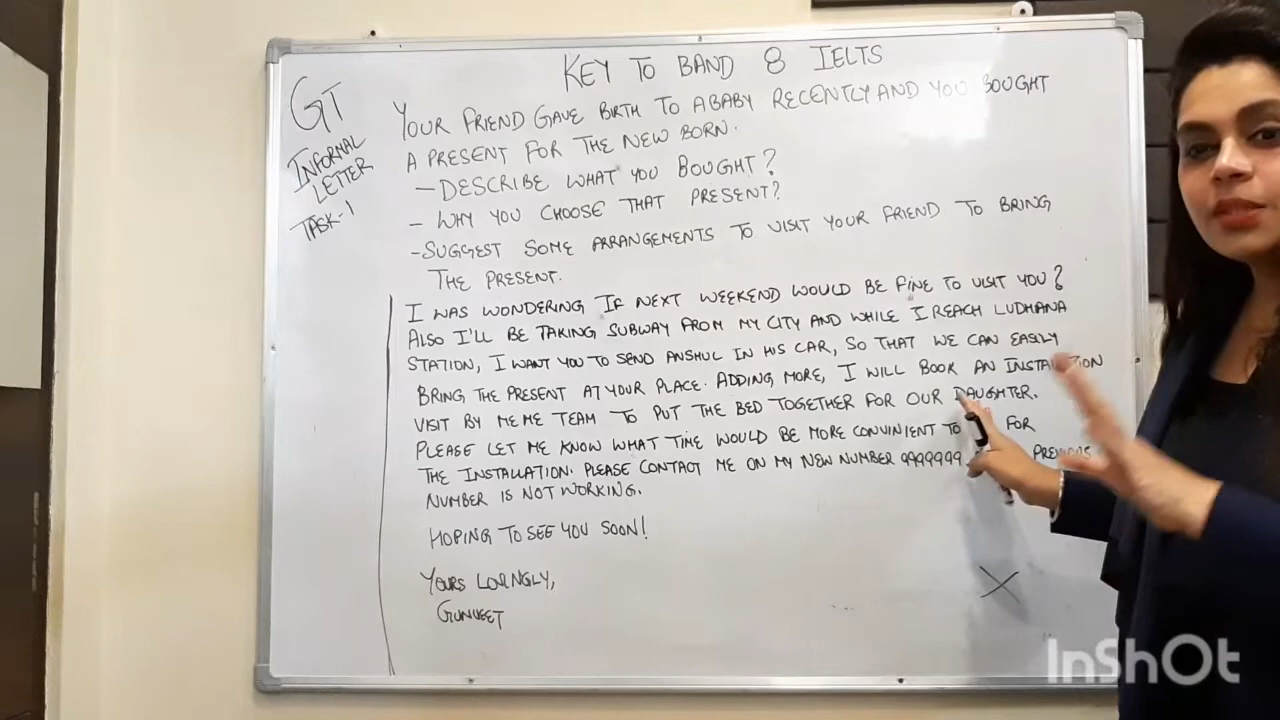 KEY TO BAND 8 IELTS
GT
INFORMAL
LETTER
TASK-1
YOUR FRIEND GAVE BIRTH TO A BABY RECENTLY AND YOU BOUGHT
A PRESENT FOR THE NEW BORN.
- DESCRIBE WHAT YOU BOUGHT?
- WHY YOU CHOOSE THAT PRESENT?
- SUGGEST SOME ARRANGEMENTS TO VISIT YOUR FRIEND TO BRING
THE PRESENT.
I WAS WONDERING IF NEXT WEEKEND WOULD BE FINE TO VISIT YOU?
ALSO I'LL BE TAKING SUBWAY FROM MY CITY AND WHILE I REACH LUDHIANA
STATION, I WANT YOU TO SEND ANSHUL IN HIS CAR, SO THAT WE CAN EASILY
BRING THE PRESENT AT YOUR PLACE. ADDING MORE, I WILL BOOK AN
VISIT BY MEME TEAM TO PUT THE BED TOGETHER FOR OUR DAUGHTER.
PLEASE LET ME KNOW WHAT TIME WOULD BE MORE CONVINIENT TO FOR
THE INSTALLATION. PLEASE CONTACT ME ON MY NEW NUMBER 9999999. PREVIOUS
NUMBER IS NOT WORKING.
HOPING TO SEE YOU SOON!
YOURS LOVINGLY,
GUNVEET
X
InShOt